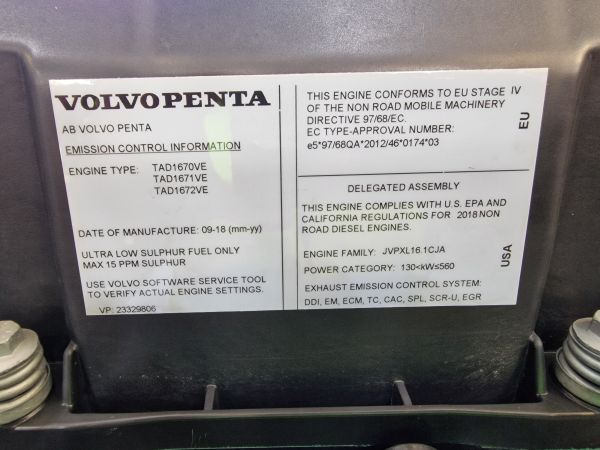 VOLVO PENTA
AB VOLVO PENTA
EMISSION CONTROL INFORMATION
ENGINE TYPE: TAD1670VE
TAD1671VE
TAD1672VE
DATE OF MANUFACTURE: 09-18 (mm-yy)
ULTRA LOW SULPHUR FUEL ONLY
MAX 15 PPM SULPHUR
USE VOLVO SOFTWARE SERVICE TOOL
TO VERIFY ACTUAL ENGINE SETTINGS.
VP: 23329806
THIS ENGINE CONFORMS TO EU STAGE IV
OF THE NON ROAD MOBILE MACHINERY
DIRECTIVE 97/68/EC.
EC TYPE-APPROVAL NUMBER:
e5*97/68QA*2012/46*0174*03
EU
DELEGATED ASSEMBLY
THIS ENGINE COMPLIES WITH U.S. EPA AND
CALIFORNIA REGULATIONS FOR 2018 NON
ROAD DIESEL ENGINES.
ENGINE FAMILY: JVPXL16.1CJA
POWER CATEGORY: 130<kW≤560
EXHAUST EMISSION CONTROL SYSTEM:
DDI, EM, ECM, TC, CAC, SPL, SCR-U, EGR
USA